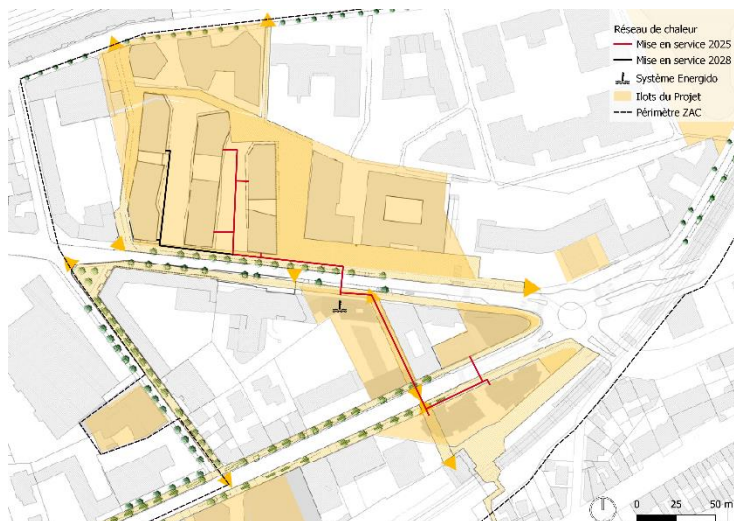 Réseau de chaleur
Mise en service 2025
Mise en service 2028
Système Energido
Ilots du Projet
Périmètre ZAC
0 25 50 m